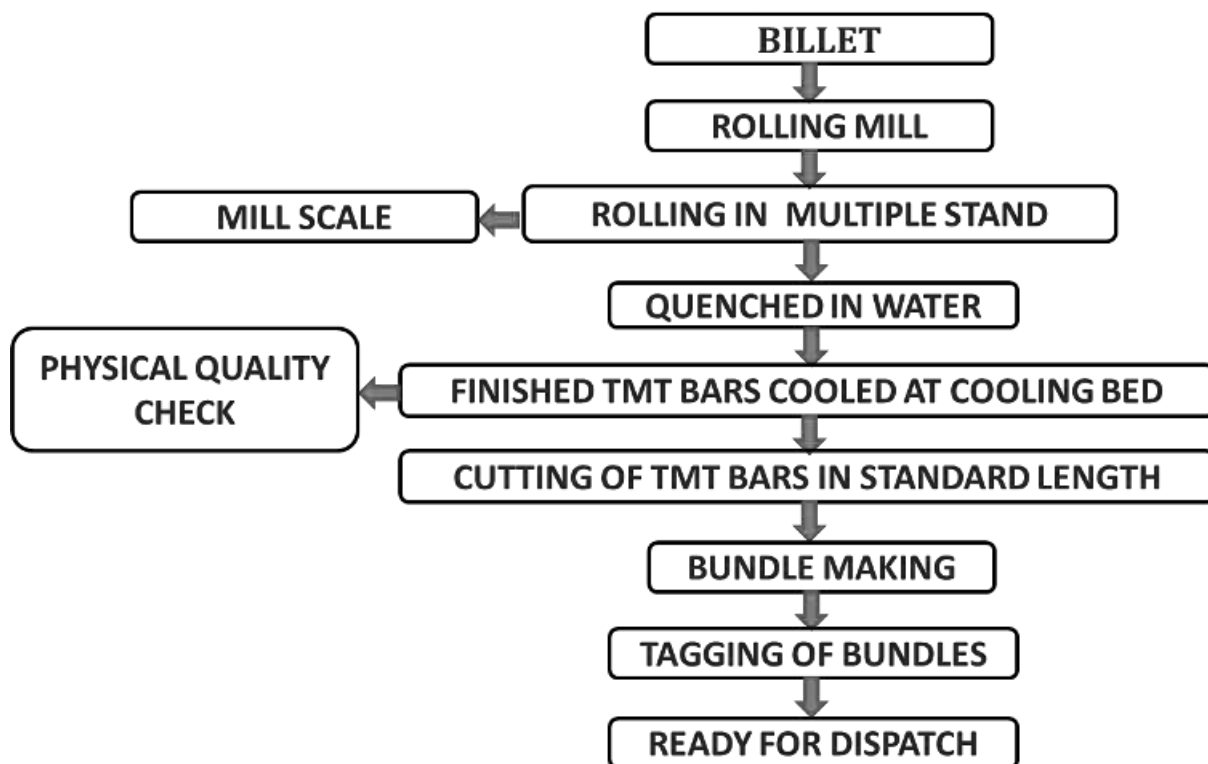 BILLET
ROLLING MILL
MILL SCALE
ROLLING IN MULTIPLE STAND
QUENCHED IN WATER
PHYSICAL QUALITY
CHECK
FINISHED TMT BARS COOLED AT COOLING BED
CUTTING OF TMT BARS IN STANDARD LENGTH
BUNDLE MAKING
TAGGING OF BUNDLES
READY FOR DISPATCH